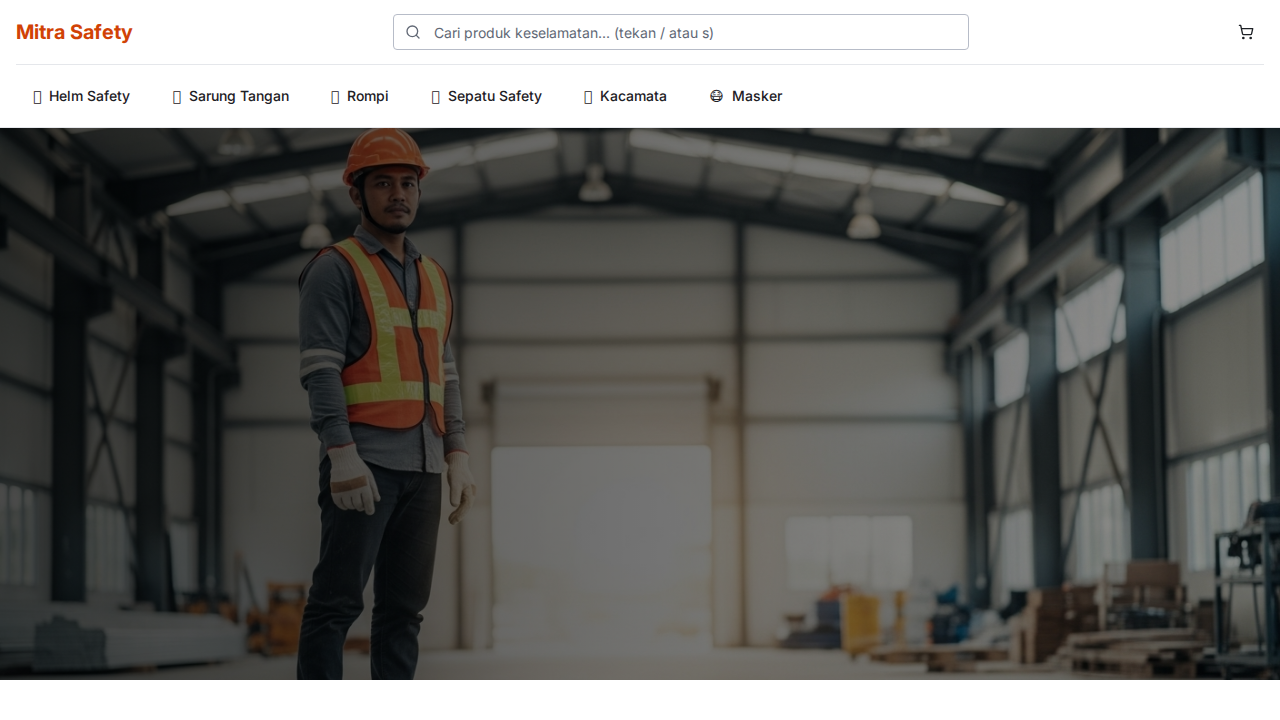 Mitra Safety
Cari produk keselamatan... (tekan / atau s)
Helm Safety
Sarung Tangan
Rompi
Sepatu Safety
Kacamata
Masker